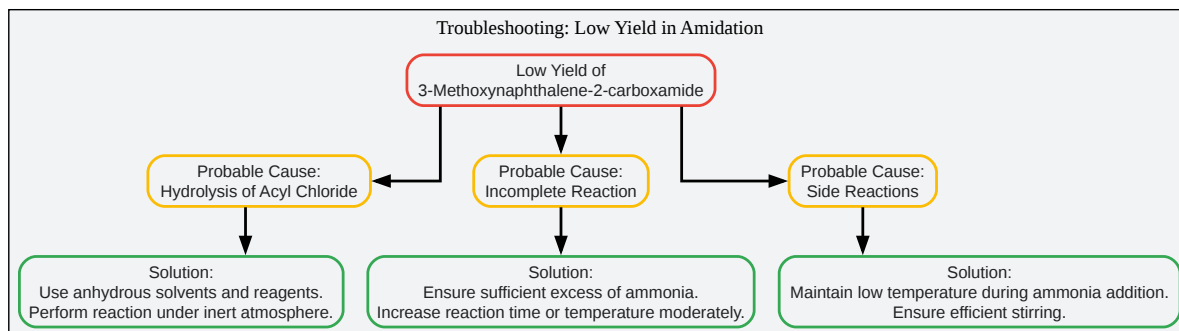 Troubleshooting: Low Yield in Amidation
Low Yield of
3-Methoxynaphthalene-2-carboxamide
Probable Cause:
Hydrolysis of Acyl Chloride
Probable Cause:
Incomplete Reaction
Probable Cause:
Side Reactions
Solution:
Use anhydrous solvents and reagents.
Perform reaction under inert atmosphere.
Solution:
Ensure sufficient excess of ammonia.
Increase reaction time or temperature moderately.
Solution:
Maintain low temperature during ammonia addition.
Ensure efficient stirring.